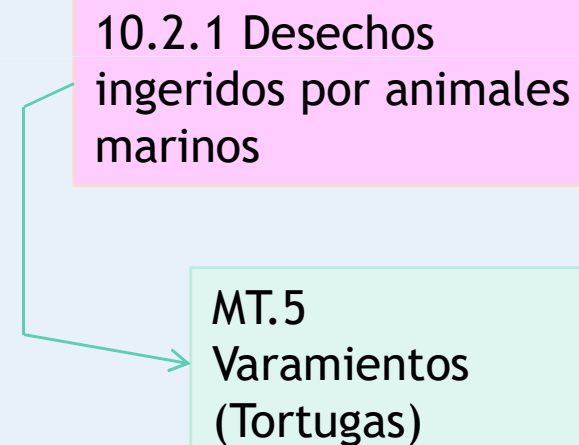 10.2.1 Desechos
ingeridos por animales
marinos
MT.5
Varamientos
(Tortugas)